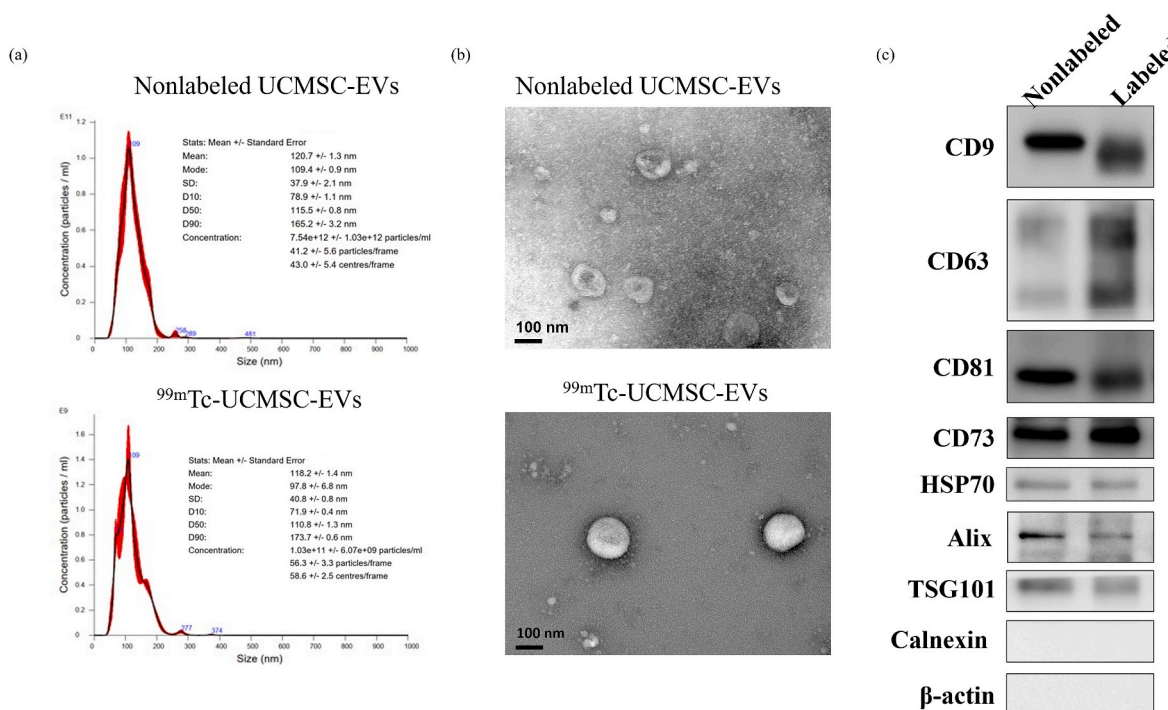 (a)
Nonlabeled UCMSC-EVs
E11
Concentration (particles / ml)
1.2
1.0
0.8
0.6
0.4
0.2
0
109
258
289
481
Stats: Mean +/- Standard Error
Mean: 120.7 +/- 1.3 nm
Mode: 109.4 +/- 0.9 nm
SD: 37.9 +/- 2.1 nm
D10: 78.9 +/- 1.1 nm
D50: 115.5 +/- 0.8 nm
D90: 165.2 +/- 3.2 nm
Concentration: 7.54e+12 +/- 1.03e+12 particles/ml
41.2 +/- 5.6 particles/frame
43.0 +/- 5.4 centres/frame
0 100 200 300 400 500 600 700 800 900 1000
Size (nm)
99mTc-UCMSC-EVs
E9
Concentration (particles / ml)
1.6
1.4
1.2
1.0
0.8
0.6
0.4
0.2
0
109
277
374
Stats: Mean +/- Standard Error
Mean: 118.2 +/- 1.4 nm
Mode: 97.8 +/- 6.8 nm
SD: 40.8 +/- 0.8 nm
D10: 71.9 +/- 0.4 nm
D50: 110.8 +/- 1.3 nm
D90: 173.7 +/- 0.6 nm
Concentration: 1.03e+11 +/- 6.07e+09 particles/ml
56.3 +/- 3.3 particles/frame
58.6 +/- 2.5 centres/frame
0 100 200 300 400 500 600 700 800 900 1000
Size (nm)
(b)
Nonlabeled UCMSC-EVs
100 nm
99mTc-UCMSC-EVs
100 nm
(c)
Nonlabeled
Labeled
CD9
CD63
CD81
CD73
HSP70
Alix
TSG101
Calnexin
β-actin